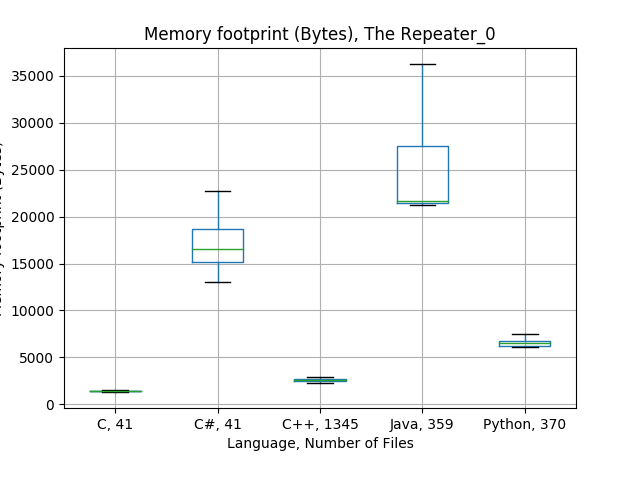 Memory footprint (Bytes), The Repeater_0
35000
30000
25000
20000
15000
10000
5000
0
C, 41
C#, 41
C++, 1345
Java, 359
Python, 370
Language, Number of Files